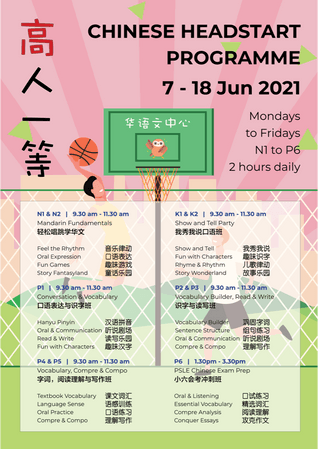 高人一等
CHINESE HEADSTART
PROGRAMME
7 - 18 Jun 2021
Mondays
to Fridays
N1 to P6
2 hours daily
华语文中心
N1 & N2 | 9.30 am - 11.30 am
Mandarin Fundamentals
轻松唱跳学华文
Feel the Rhythm 音乐律动
Oral Expression 口语表达
Fun Games 趣味游戏
Story Fantasyland 童话乐园
K1 & K2 | 9.30 am - 11.30 am
Show and Tell Party
我秀我说口语班
Show and Tell 我秀我说
Fun with Characters 趣味识字
Rhyme & Rhythm 儿歌律动
Story Wonderland 故事乐园
P1 | 9.30 am - 11.30 am
Conversation & Vocabulary
口语表达与识字班
Hanyu Pinyin 汉语拼音
Oral & Communication 听说剧场
Read & Write 读写乐园
Fun with Characters 趣味汉字
P2 & P3 | 9.30 am - 11.30 am
Vocabulary Builder, Read & Write
识字与读写班
Vocabulary Builder 巩固字词
Sentence Structure 组句练习
Oral & Communication 听说剧场
Compre & Compo 理解写作
P4 & P5 | 9.30 am - 11.30 am
Vocabulary, Compre & Compo
字词，阅读理解与写作班
Textbook Vocabulary 课文词汇
Language Sense 语感训练
Oral Practice 口语练习
Compre & Compo 理解写作
P6 | 1.30pm - 3.30pm
PSLE Chinese Exam Prep
小六会考冲刺班
Oral & Listening 口试练习
Essential Vocabulary 精选词汇
Compre Analysis 阅读理解
Conquer Essays 攻克作文